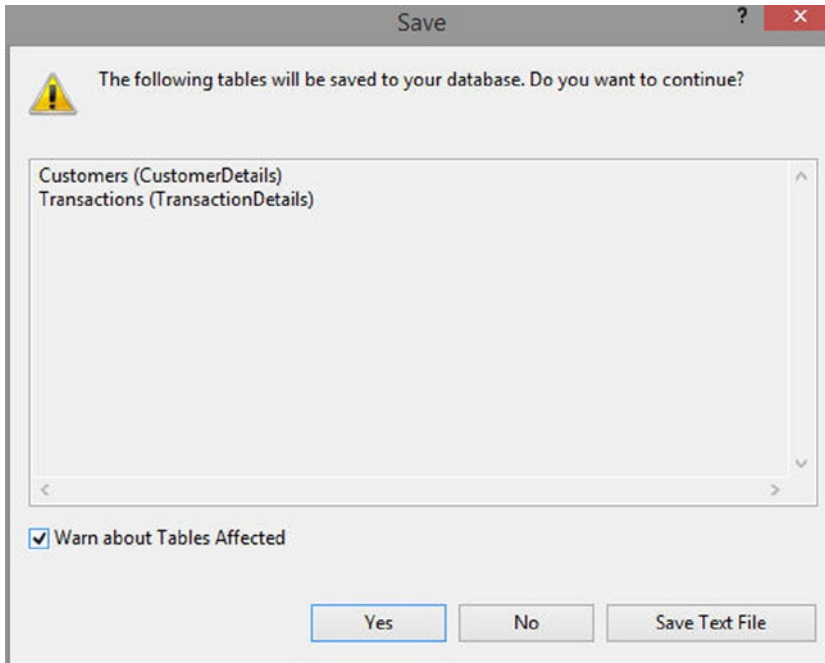 Save
?
The following tables will be saved to your database. Do you want to continue?
Customers (CustomerDetails)
Transactions (TransactionDetails)
Warn about Tables Affected
Yes No Save Text File